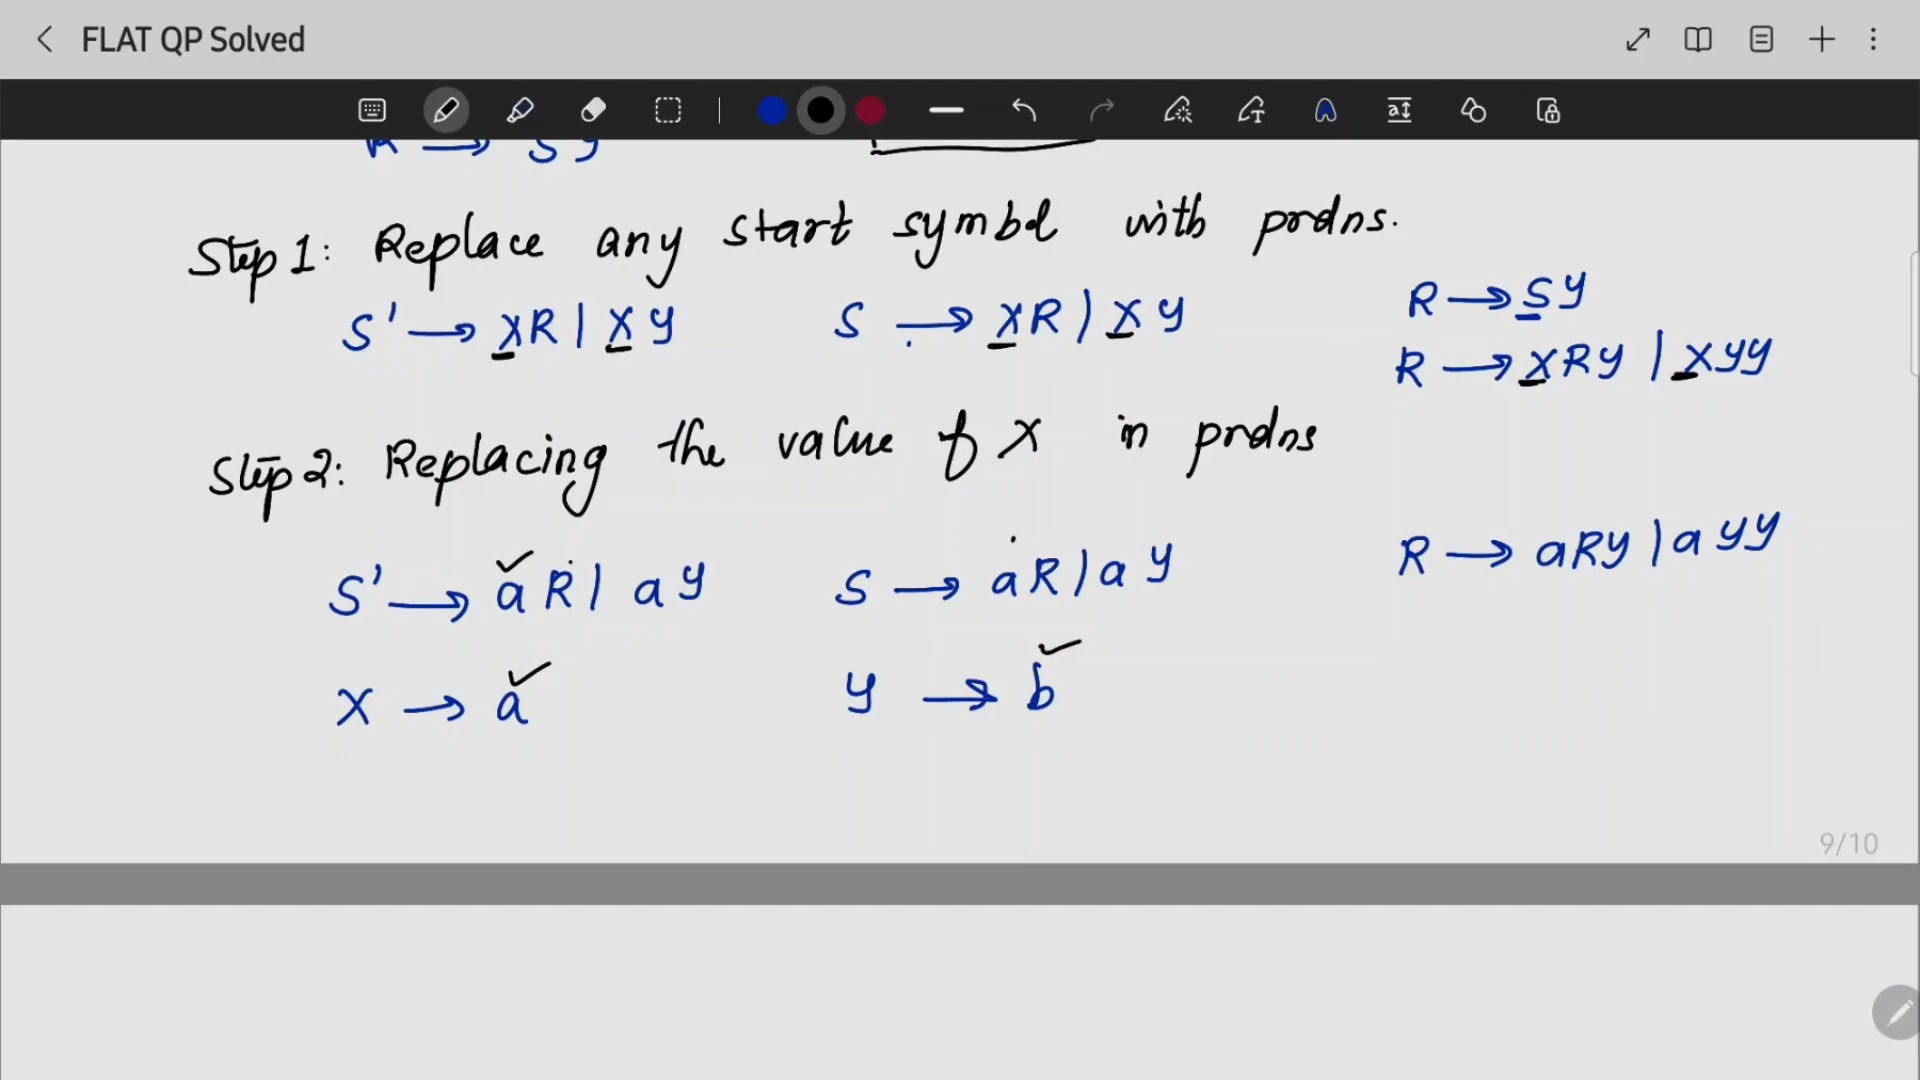 FLAT QP Solved
R → S Y
Step 1: Replace any start symbol with prdns.
S' → XR | XY S → XR | XY R → SY
R → XRY | XYY
Step 2: Replacing the value of X in prdns
S' → aR | aY S → aR | aY R → aRY | aYY
X → a Y → b
9/10